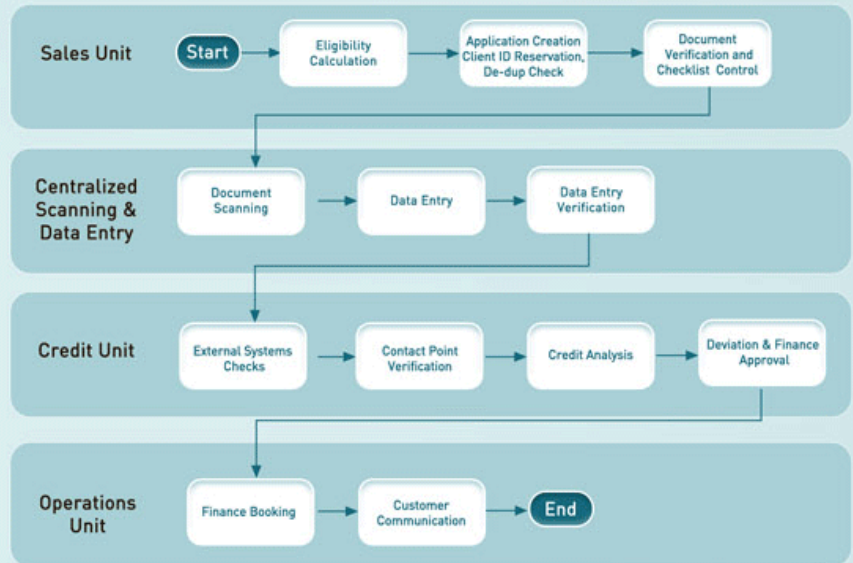 Sales Unit
Start
Eligibility
Calculation
Application Creation
Client ID Reservation,
De-dup Check
Document
Verification and
Checklist Control
Centralized
Scanning &
Data Entry
Document
Scanning
Data Entry
Data Entry
Verification
Credit Unit
External Systems
Checks
Contact Point
Verification
Credit Analysis
Deviation & Finance
Approval
Operations
Unit
Finance Booking
Customer
Communication
End